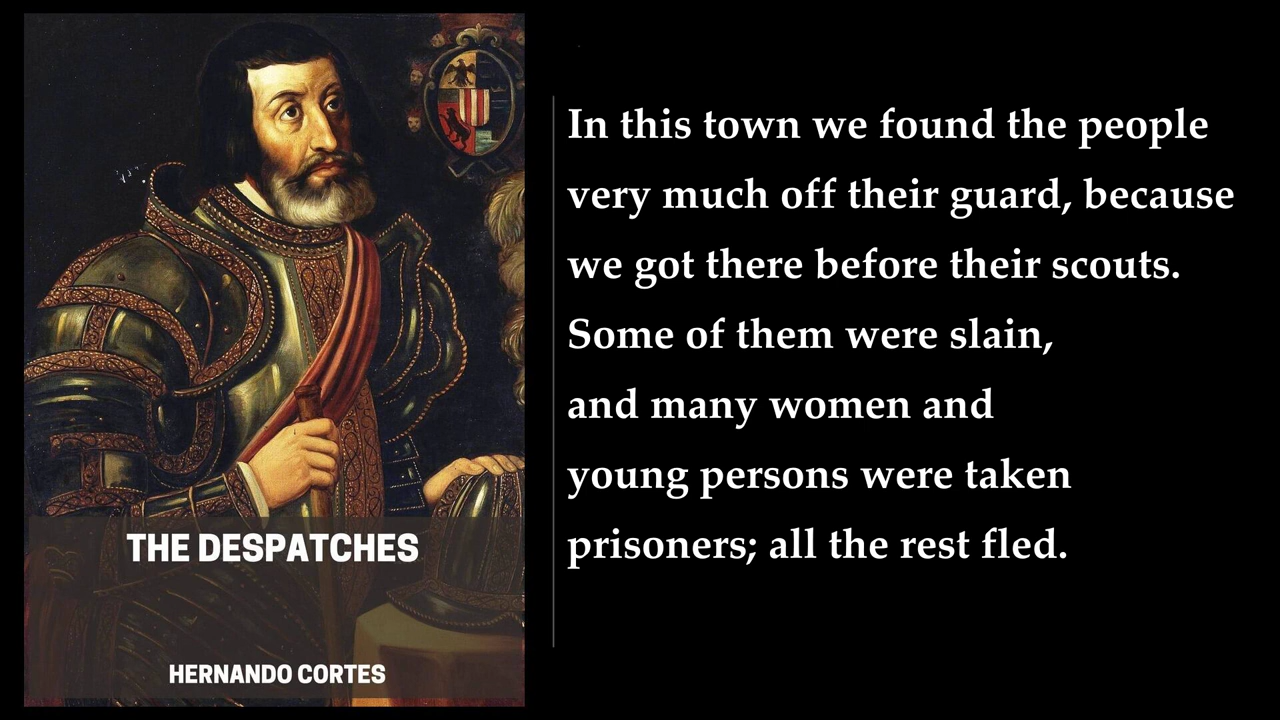 THE DESPATCHES
HERNANDO CORTES
In this town we found the people
very much off their guard, because
we got there before their scouts.
Some of them were slain,
and many women and
young persons were taken
prisoners; all the rest fled.